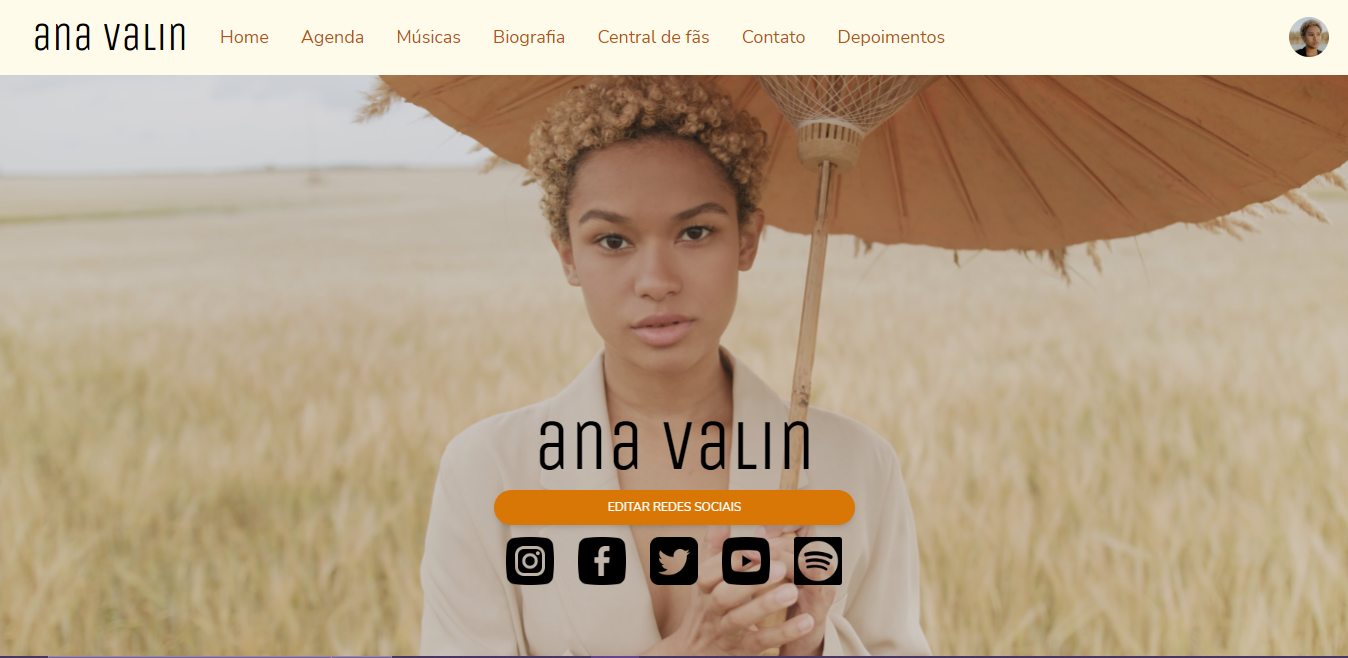 ana valin Home Agenda Músicas Biografia Central de fãs Contato Depoimentos
ana valin
EDITAR REDES SOCIAIS